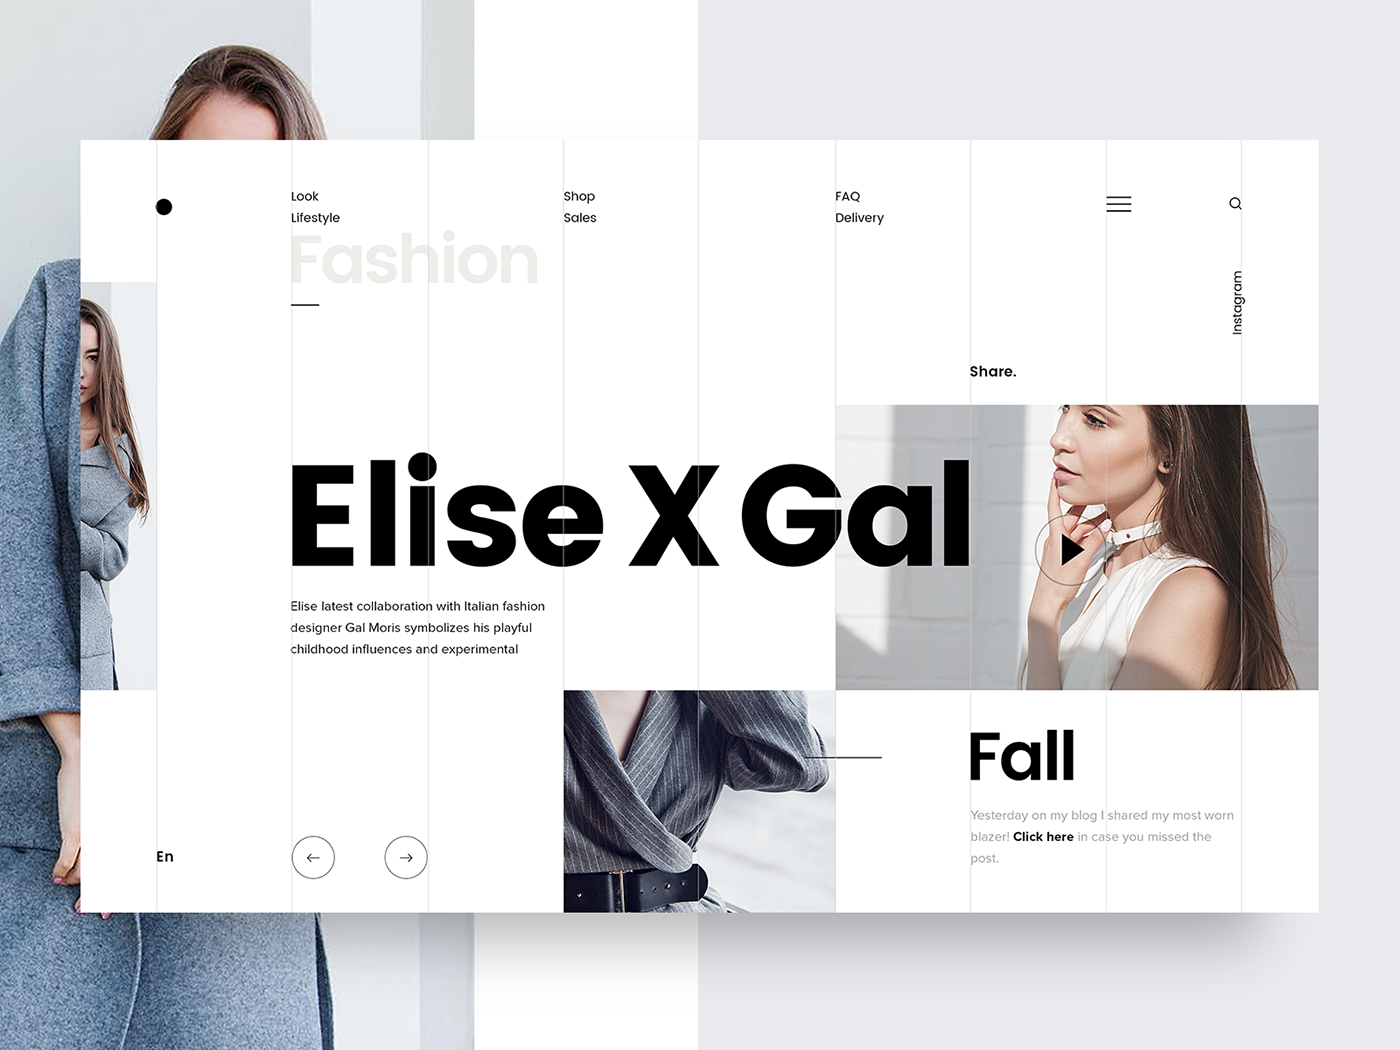 Look
Lifestyle
Shop
Sales
FAQ
Delivery
Fashion
Instagram
Share.
Elise X Gal
Elise latest collaboration with Italian fashion
designer Gal Moris symbolizes his playful
childhood influences and experimental
Fall
Yesterday on my blog I shared my most worn
blazer! Click here in case you missed the
post.
En